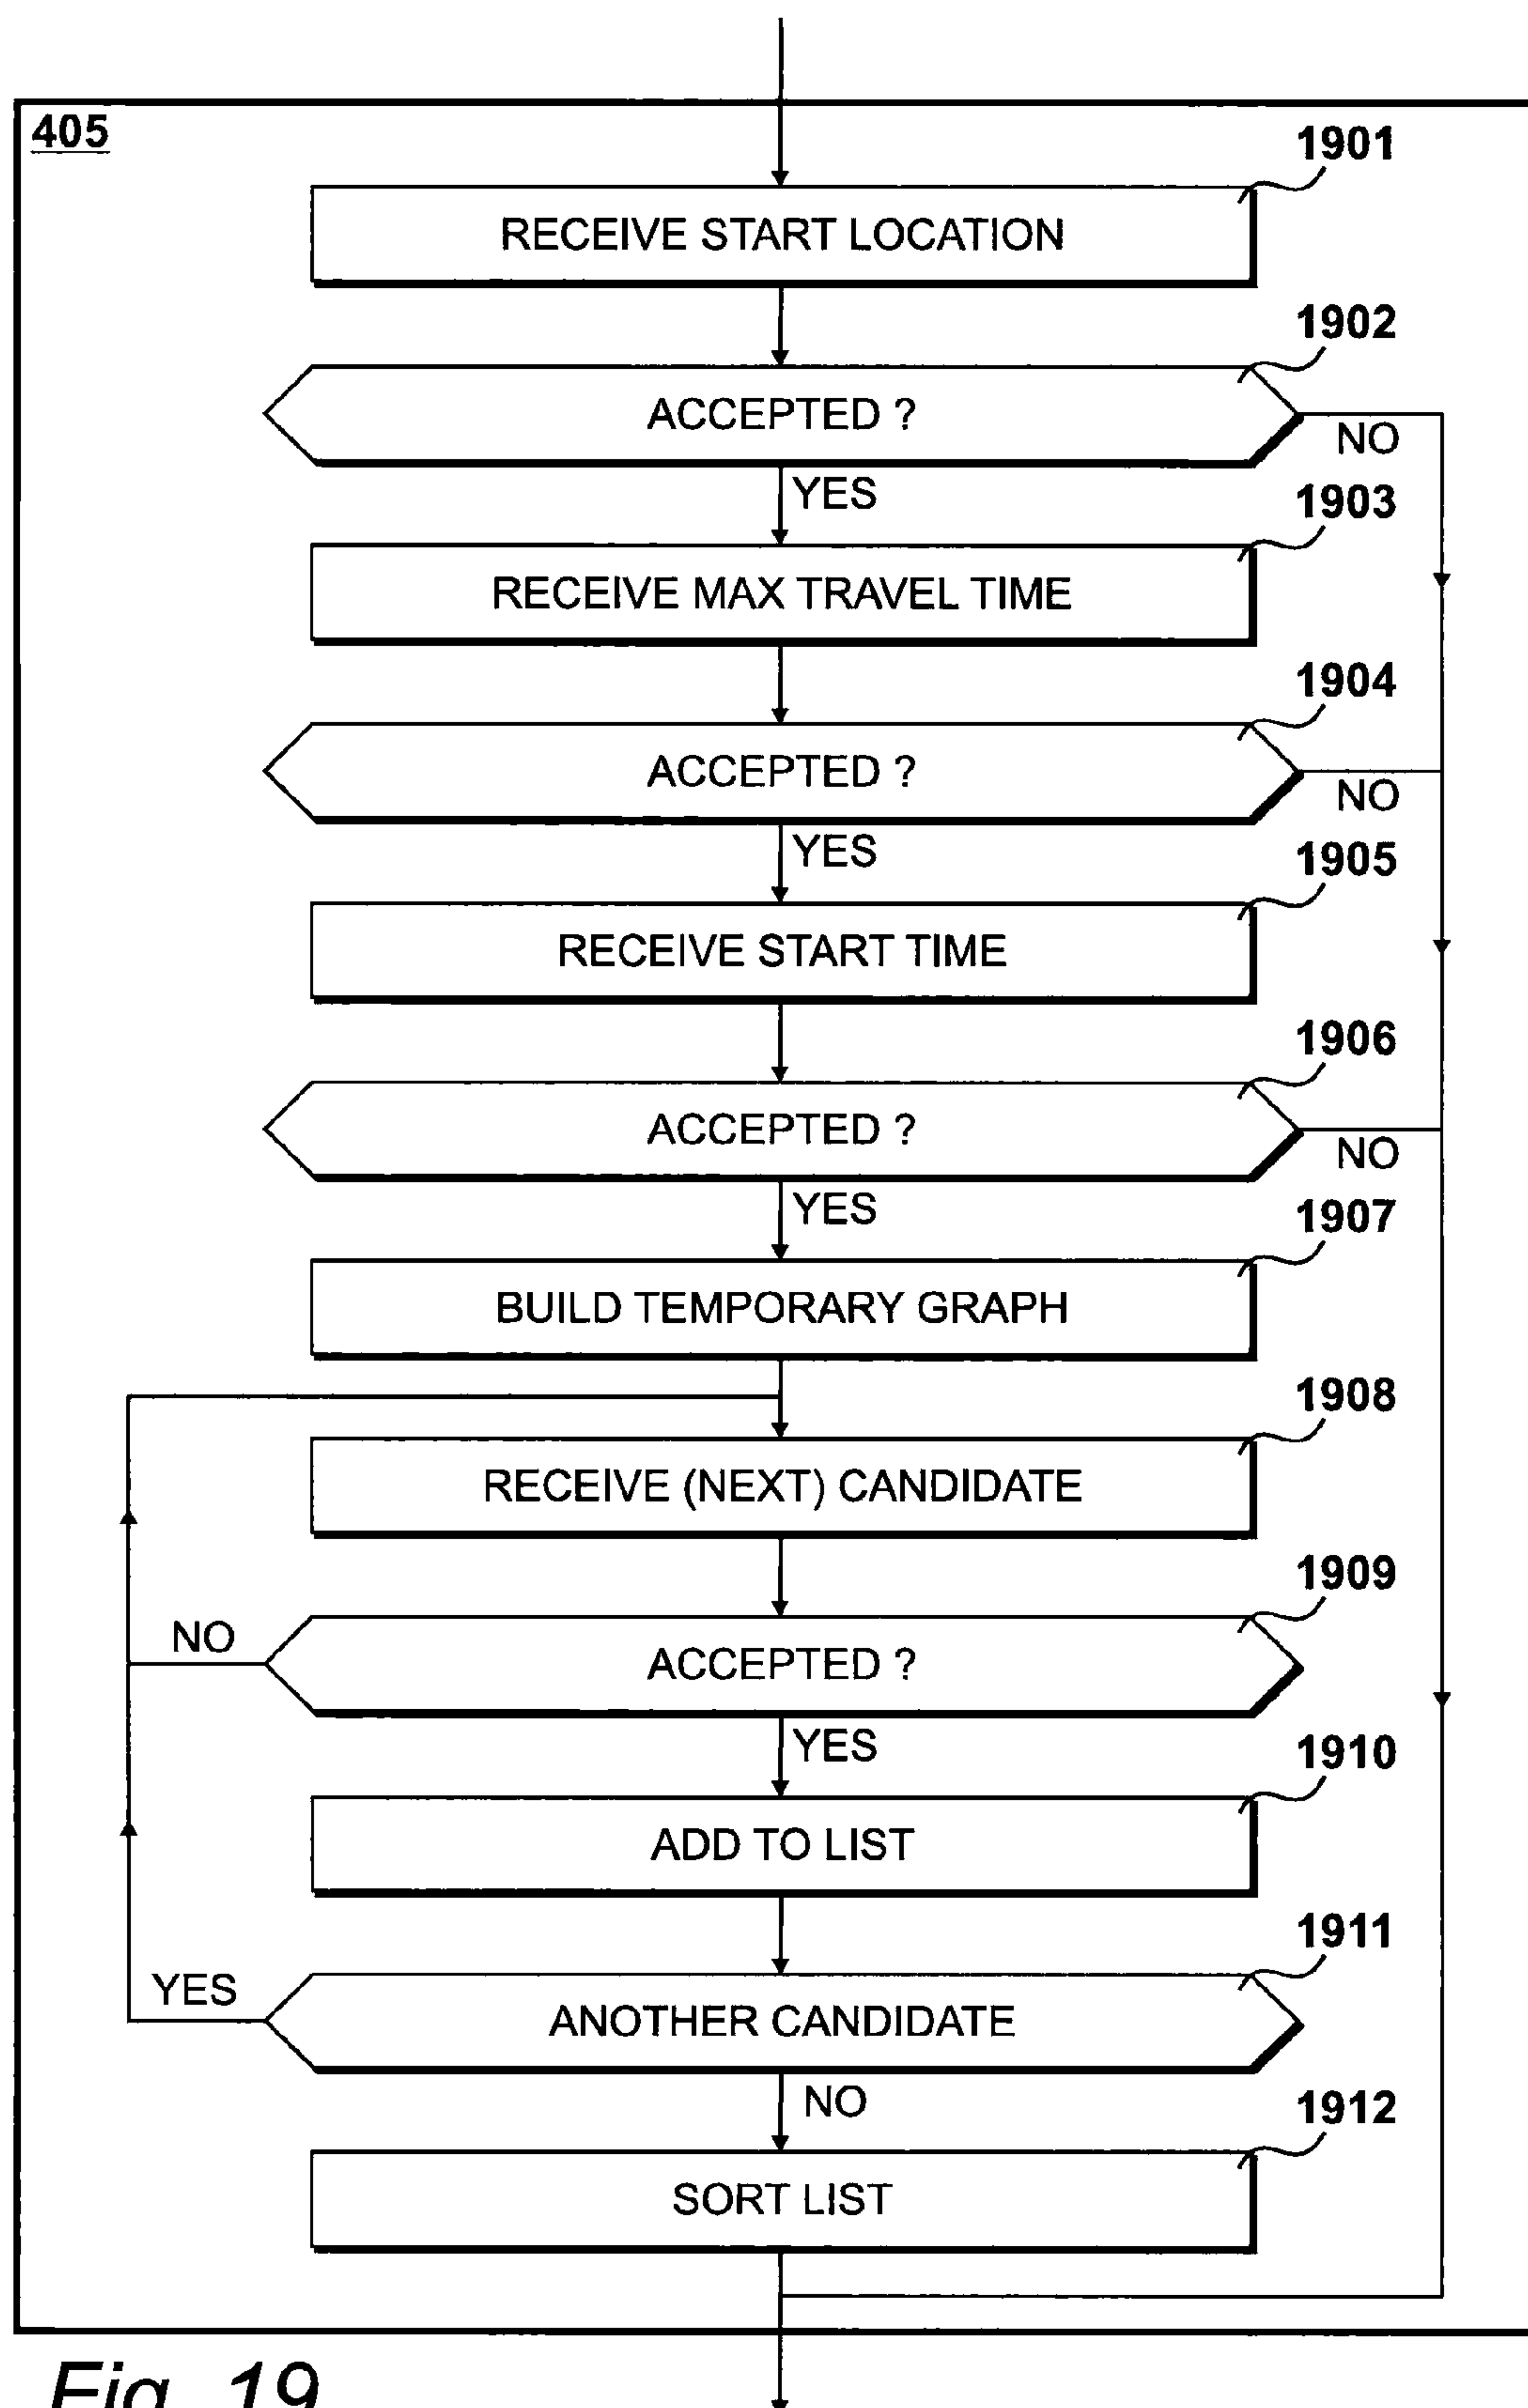 405
1901
RECEIVE START LOCATION
1902
ACCEPTED ?
NO
YES
1903
RECEIVE MAX TRAVEL TIME
1904
ACCEPTED ?
NO
YES
1905
RECEIVE START TIME
1906
ACCEPTED ?
NO
YES
1907
BUILD TEMPORARY GRAPH
1908
RECEIVE (NEXT) CANDIDATE
1909
NO
ACCEPTED ?
YES
1910
ADD TO LIST
1911
YES
ANOTHER CANDIDATE
NO
1912
SORT LIST
Fig. 19